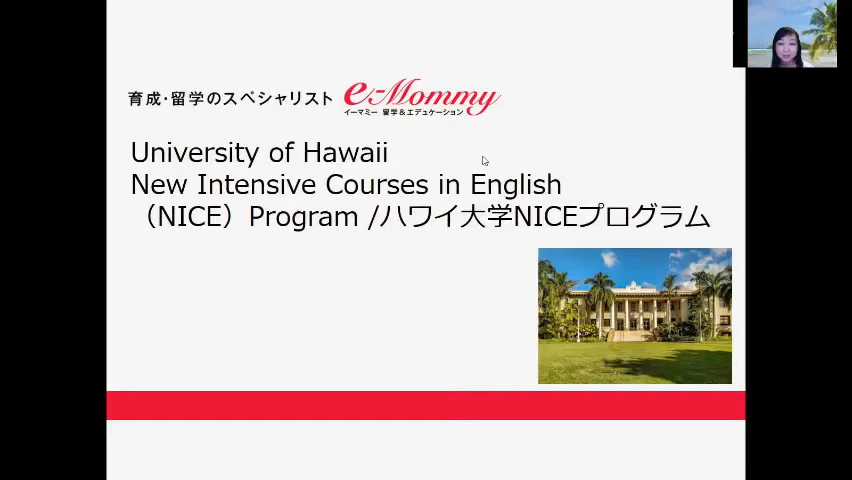 育成・留学のスペシャリスト e-Mommy
イーマミー 留学&エデュケーション
University of Hawaii
New Intensive Courses in English
（NICE）Program /ハワイ大学NICEプログラム